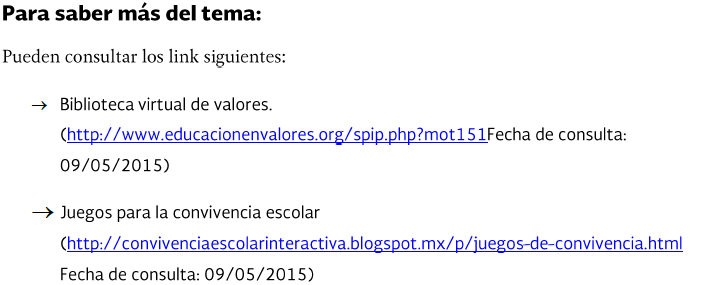 Para saber más del tema:
Pueden consultar los link siguientes:
→ Biblioteca virtual de valores.
(http://www.educacionenvalores.org/spip.php?mot151Fecha de consulta:
09/05/2015)
→ Juegos para la convivencia escolar
(http://convivenciaescolarinteractiva.blogspot.mx/p/juegos-de-convivencia.html
Fecha de consulta: 09/05/2015)